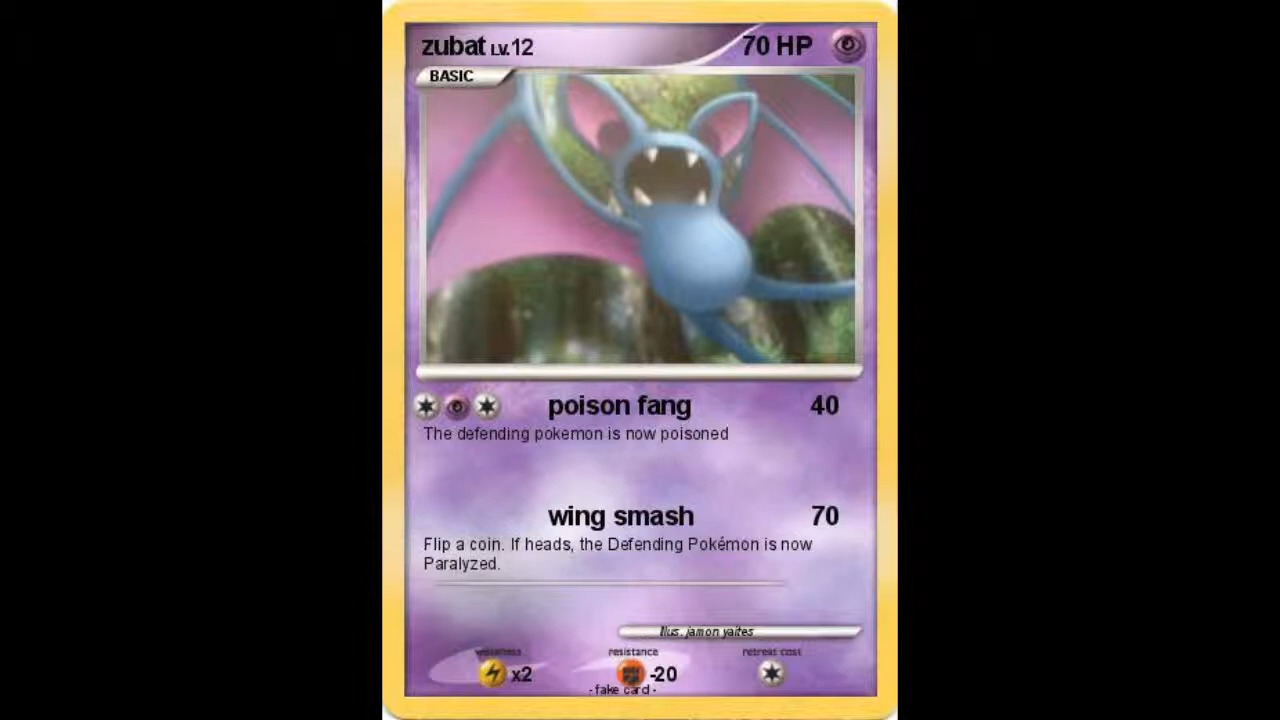 zubat LV.12 70 HP
BASIC
poison fang 40
The defending pokemon is now poisoned
wing smash 70
Flip a coin. If heads, the Defending Pokémon is now
Paralyzed.
Illus. jamon yaites
weakness resistance retreat cost
x2 -20
- fake card -